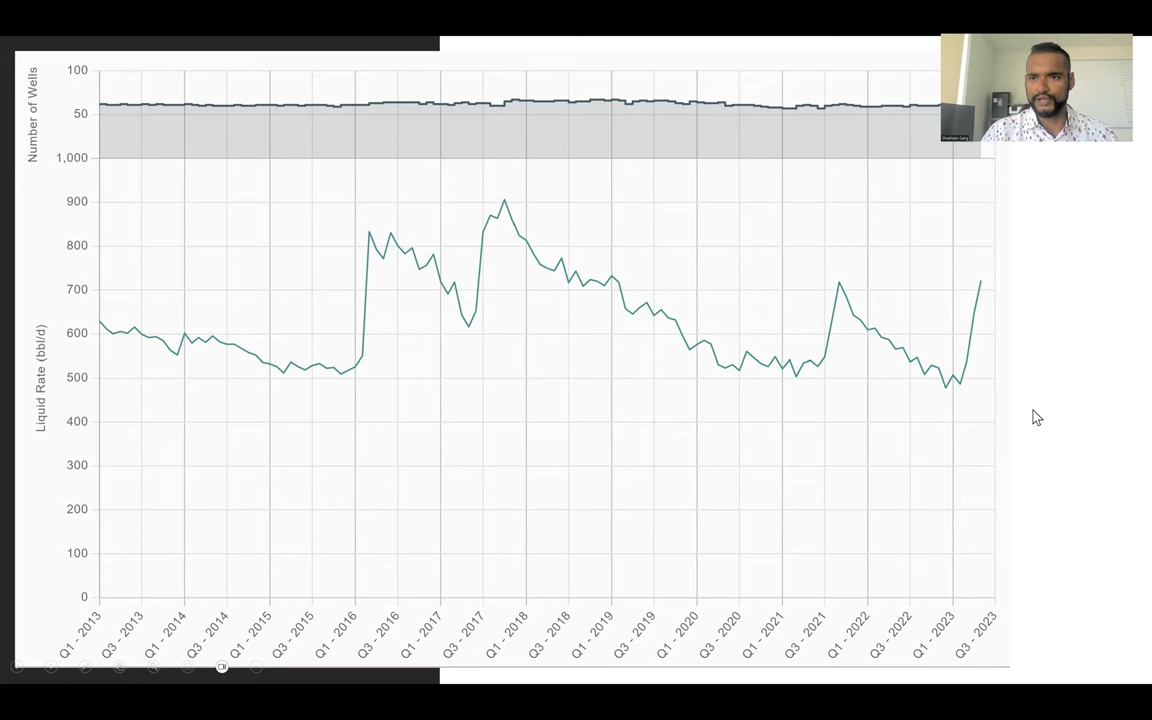 Number of Wells
100
50
1,000
900
800
700
600
500
400
300
200
100
0
Liquid Rate (bbl/d)
Q1 - 2013
Q3 - 2013
Q1 - 2014
Q3 - 2014
Q1 - 2015
Q3 - 2015
Q1 - 2016
Q3 - 2016
Q1 - 2017
Q3 - 2017
Q1 - 2018
Q3 - 2018
Q1 - 2019
Q3 - 2019
Q1 - 2020
Q3 - 2020
Q1 - 2021
Q3 - 2021
Q1 - 2022
Q3 - 2022
Q1 - 2023
Q3 - 2023
Shubham Garg